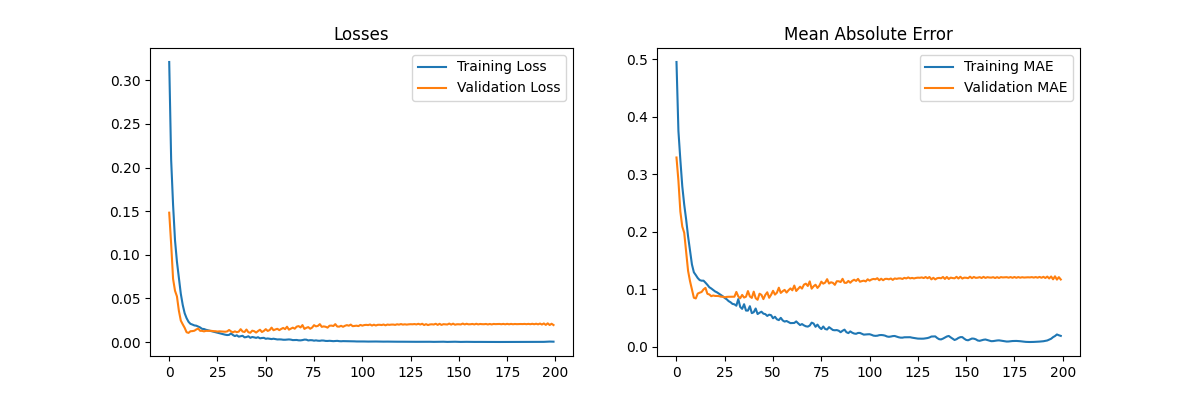 Losses
Training Loss
Validation Loss
0.30
0.25
0.20
0.15
0.10
0.05
0.00
0 25 50 75 100 125 150 175 200
Mean Absolute Error
Training MAE
Validation MAE
0.5
0.4
0.3
0.2
0.1
0.0
0 25 50 75 100 125 150 175 200